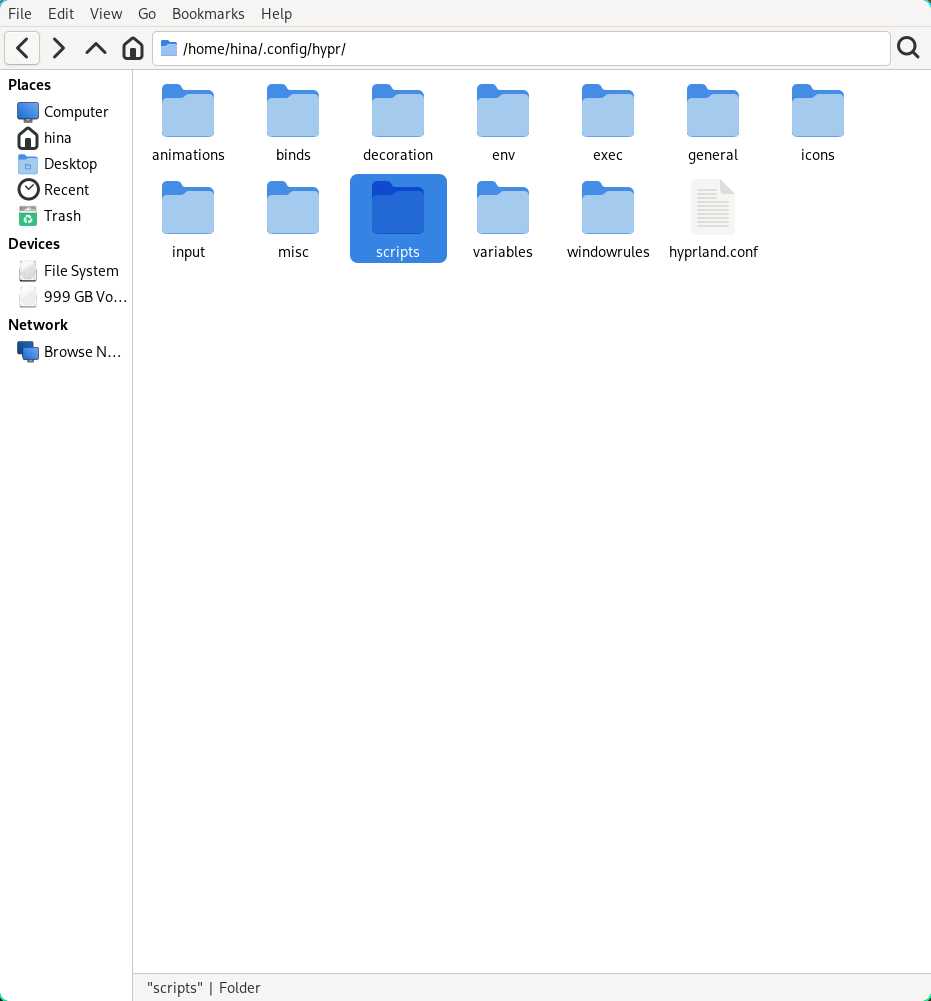 File Edit View Go Bookmarks Help
/home/hina/.config/hypr/
Places
Computer
hina
Desktop
Recent
Trash
Devices
File System
999 GB Vo...
Network
Browse N...
animations binds decoration env exec general icons
input misc scripts variables windowrules hyprland.conf
"scripts" | Folder